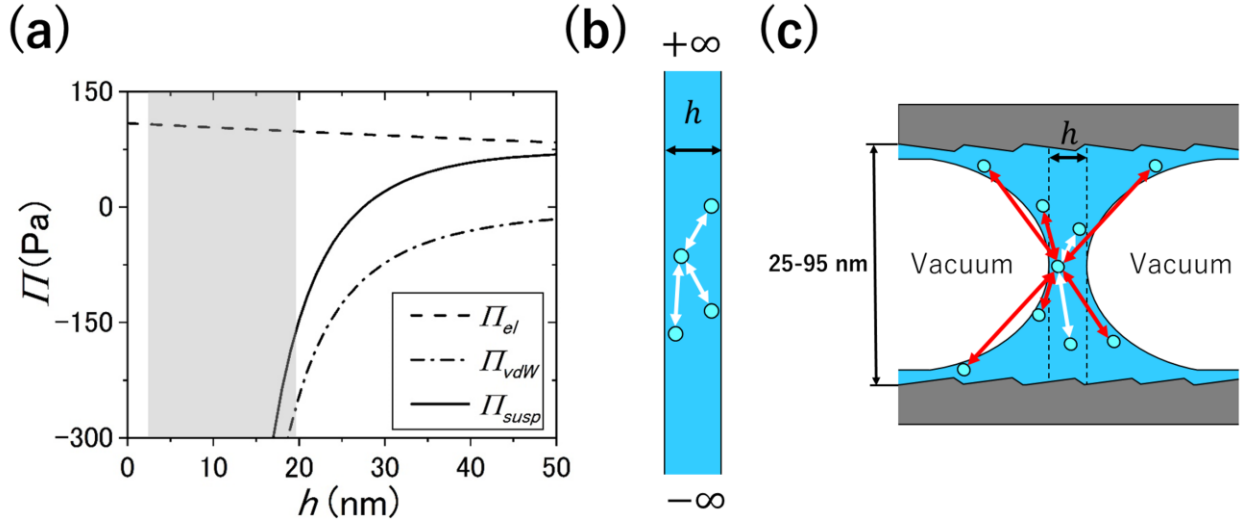 (a)
150
0
−150
−300
Π(Pa)
0
10
20
30
40
50
h (nm)
Π_el
Π_vdW
Π_susp
(b)
+∞
h
−∞
(c)
h
25-95 nm
Vacuum
Vacuum